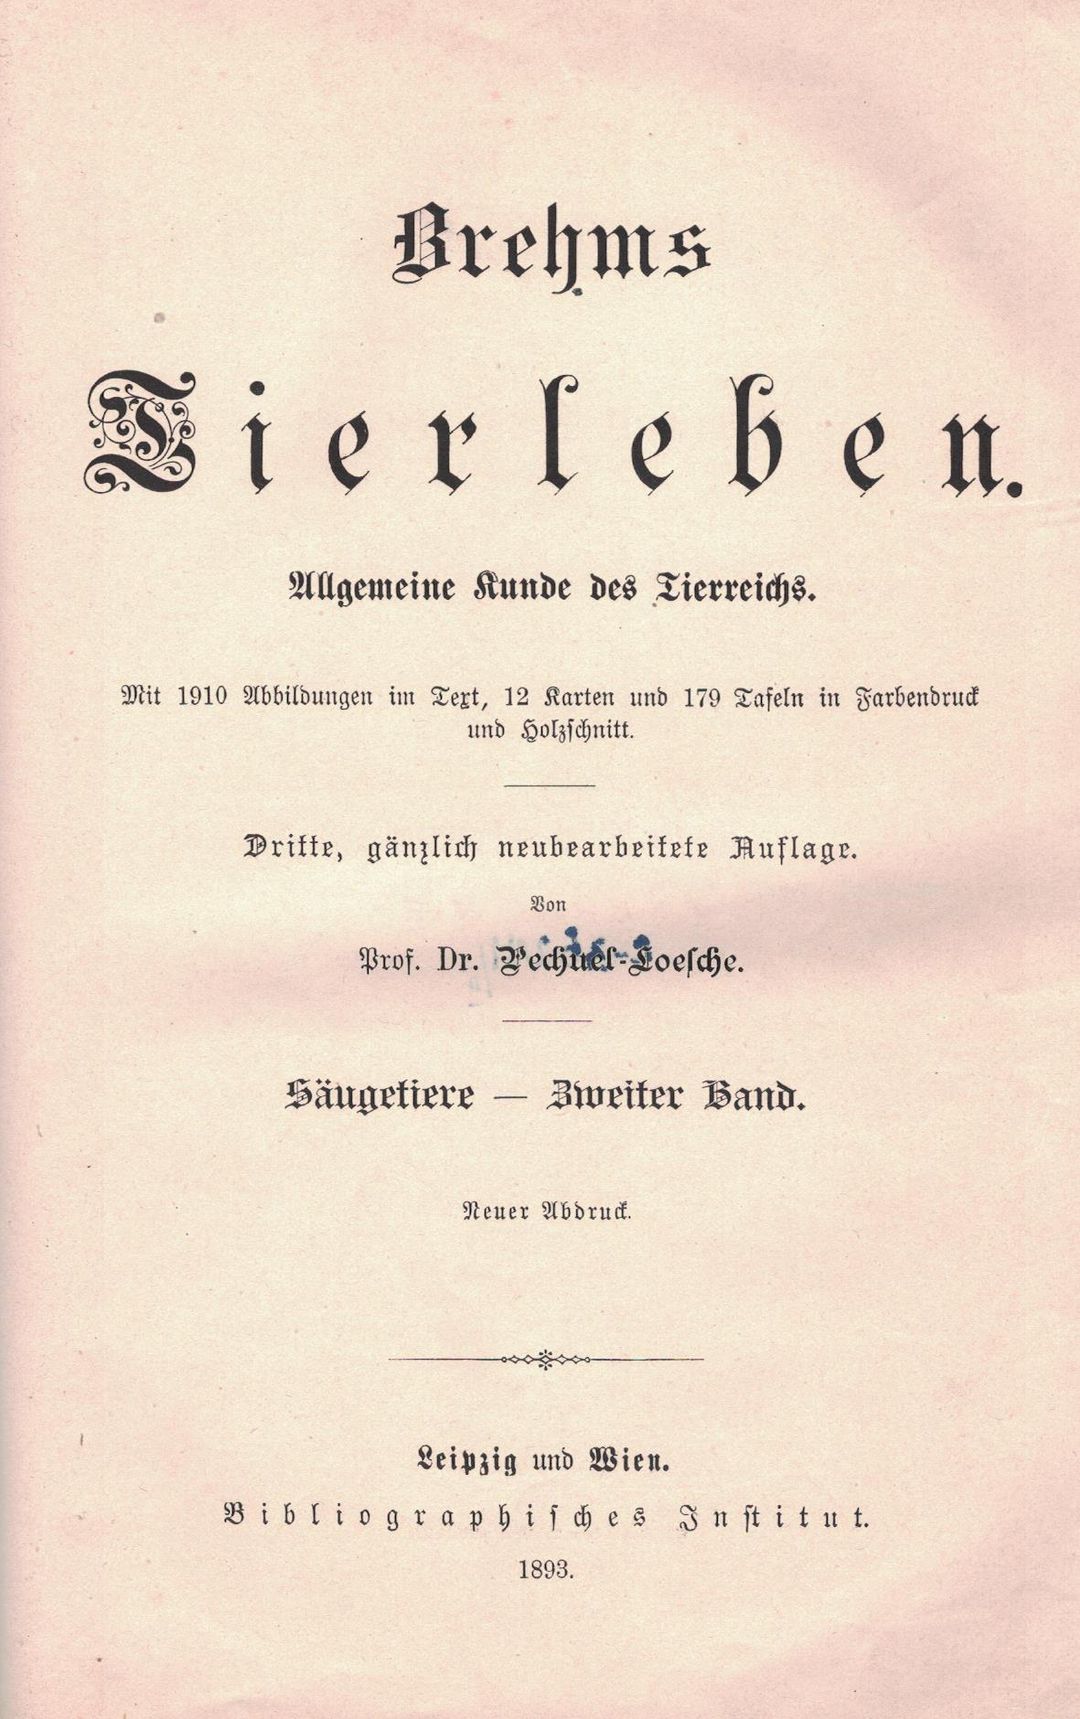 Brehms
Tierleben.
Allgemeine Kunde des Tierreichs.
Mit 1910 Abbildungen im Text, 12 Karten und 179 Tafeln in Farbendruck
und Holzschnitt.
Dritte, gänzlich neubearbeitete Auflage.
Von
Prof. Dr. Pechuel-Loesche.
Säugetiere — Zweiter Band.
Neuer Abdruck.
Leipzig und Wien.
Bibliographisches Institut.
1893.